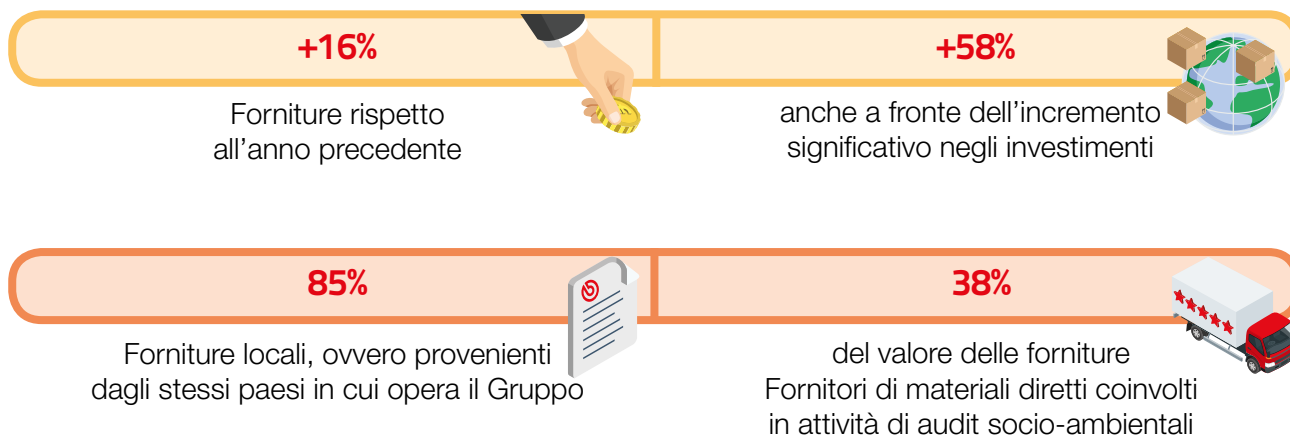 +16%
Forniture rispetto
all'anno precedente
+58%
anche a fronte dell'incremento
significativo negli investimenti
85%
Forniture locali, ovvero provenienti
dagli stessi paesi in cui opera il Gruppo
38%
del valore delle forniture
Fornitori di materiali diretti coinvolti
in attività di audit socio-ambientali